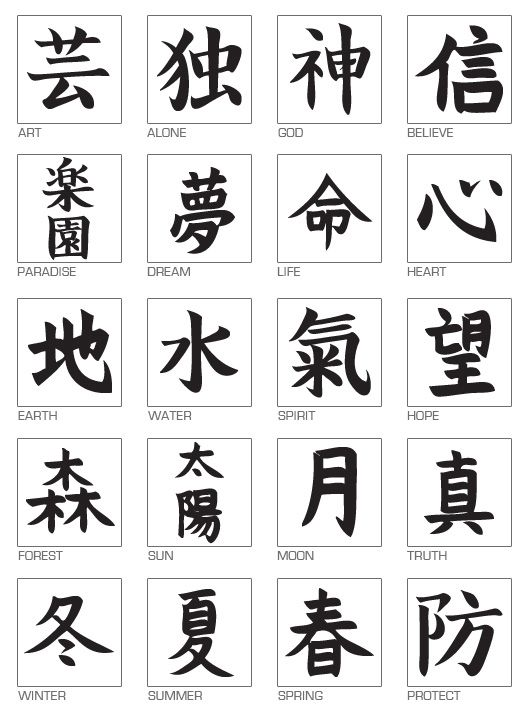 芸 独 神 信
ART ALONE GOD BELIEVE
楽園 夢 命 心
PARADISE DREAM LIFE HEART
地 水 氣 望
EARTH WATER SPIRIT HOPE
森 太陽 月 真
FOREST SUN MOON TRUTH
冬 夏 春 防
WINTER SUMMER SPRING PROTECT